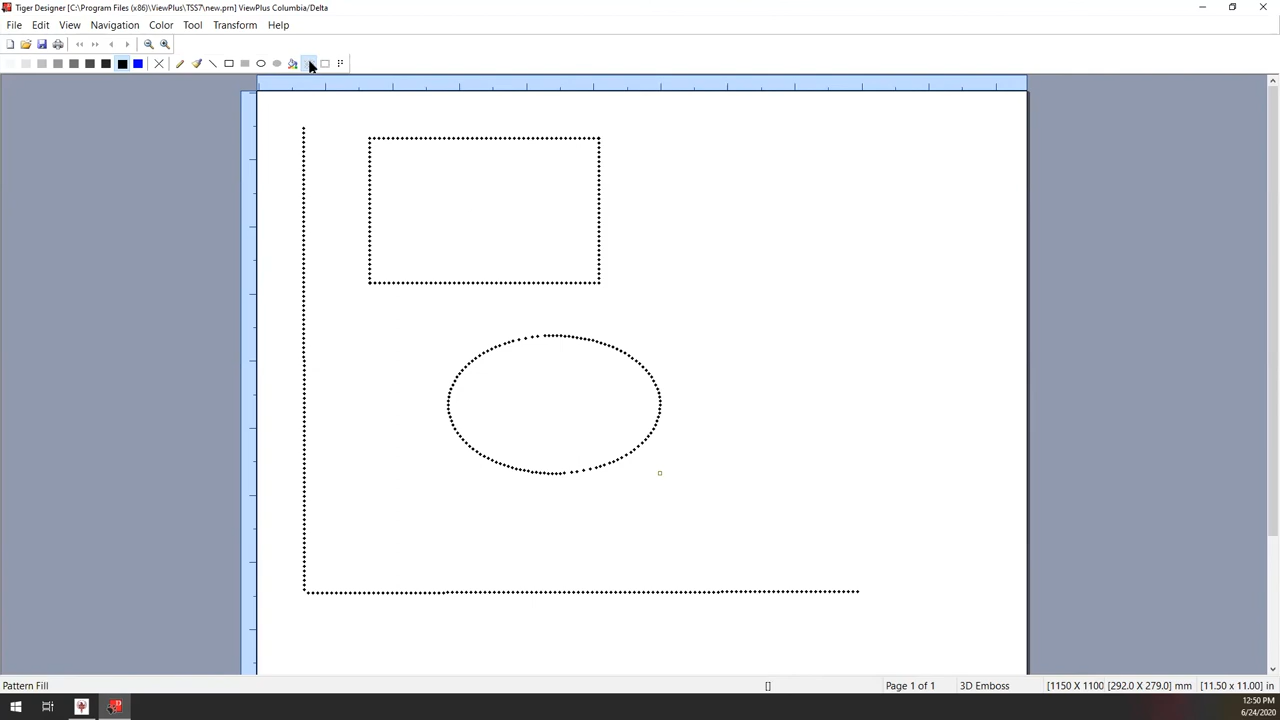 Tiger Designer [C:\Program Files (x86)\ViewPlus\TSS7\new.prn] ViewPlus Columbia/Delta
File Edit View Navigation Color Tool Transform Help
Pattern Fill [] Page 1 of 1 3D Emboss [1150 X 1100 [292.0 X 279.0] mm [11.50 x 11.00] in
12:50 PM
6/24/2020